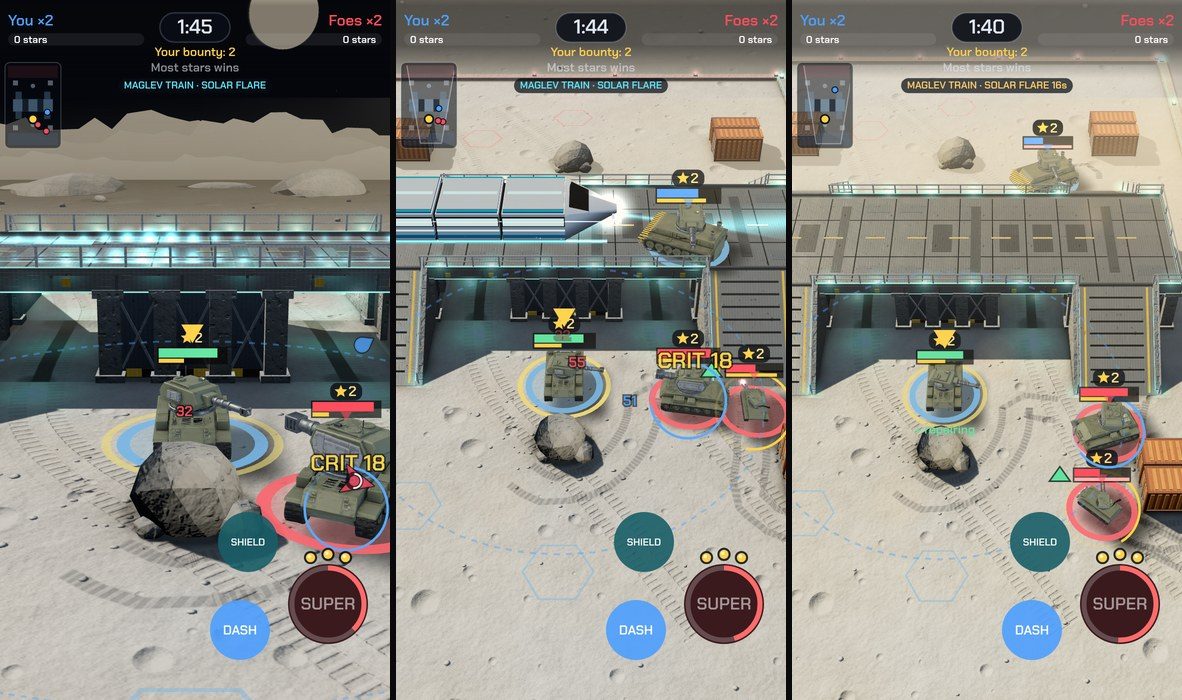 You ×2
1:45
Foes ×2
0 stars
0 stars
Your bounty: 2
Most stars wins
MAGLEV TRAIN · SOLAR FLARE
2
32
★2
CRIT 18
SHIELD
SUPER
DASH
You ×2
1:44
Foes ×2
0 stars
0 stars
Your bounty: 2
Most stars wins
MAGLEV TRAIN · SOLAR FLARE
★2
★2
55
51
★2
CRIT 18
★2
SHIELD
SUPER
DASH
You ×2
1:40
Foes ×2
0 stars
0 stars
Your bounty: 2
Most stars wins
MAGLEV TRAIN · SOLAR FLARE 16s
★2
2
★2
★2
SHIELD
SUPER
DASH